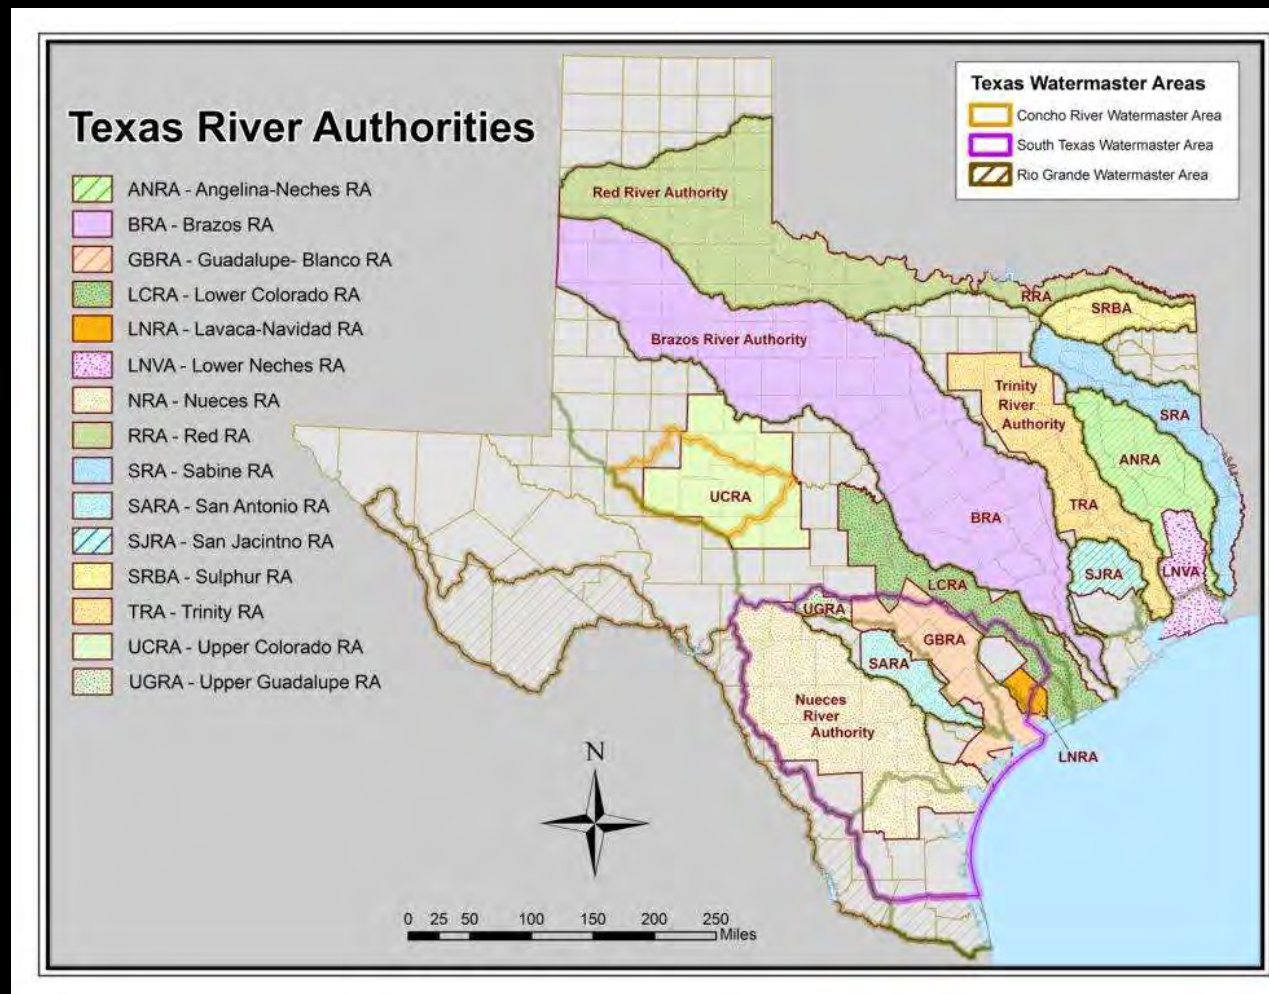 Texas River Authorities
ANRA - Angelina-Neches RA
BRA - Brazos RA
GBRA - Guadalupe- Blanco RA
LCRA - Lower Colorado RA
LNRA - Lavaca-Navidad RA
LNVA - Lower Neches RA
NRA - Nueces RA
RRA - Red RA
SRA - Sabine RA
SARA - San Antonio RA
SJRA - San Jacintno RA
SRBA - Sulphur RA
TRA - Trinity RA
UCRA - Upper Colorado RA
UGRA - Upper Guadalupe RA
Texas Watermaster Areas
Concho River Watermaster Area
South Texas Watermaster Area
Rio Grande Watermaster Area
Red River Authority
RRA
SRBA
Brazos River Authority
Trinity
River
Authority
SRA
ANRA
UCRA
TRA
BRA
SJRA
LNVA
LCRA
UGRA
GBRA
SARA
Nueces
River
Authority
LNRA
N
0 25 50 100 150 200 250
Miles